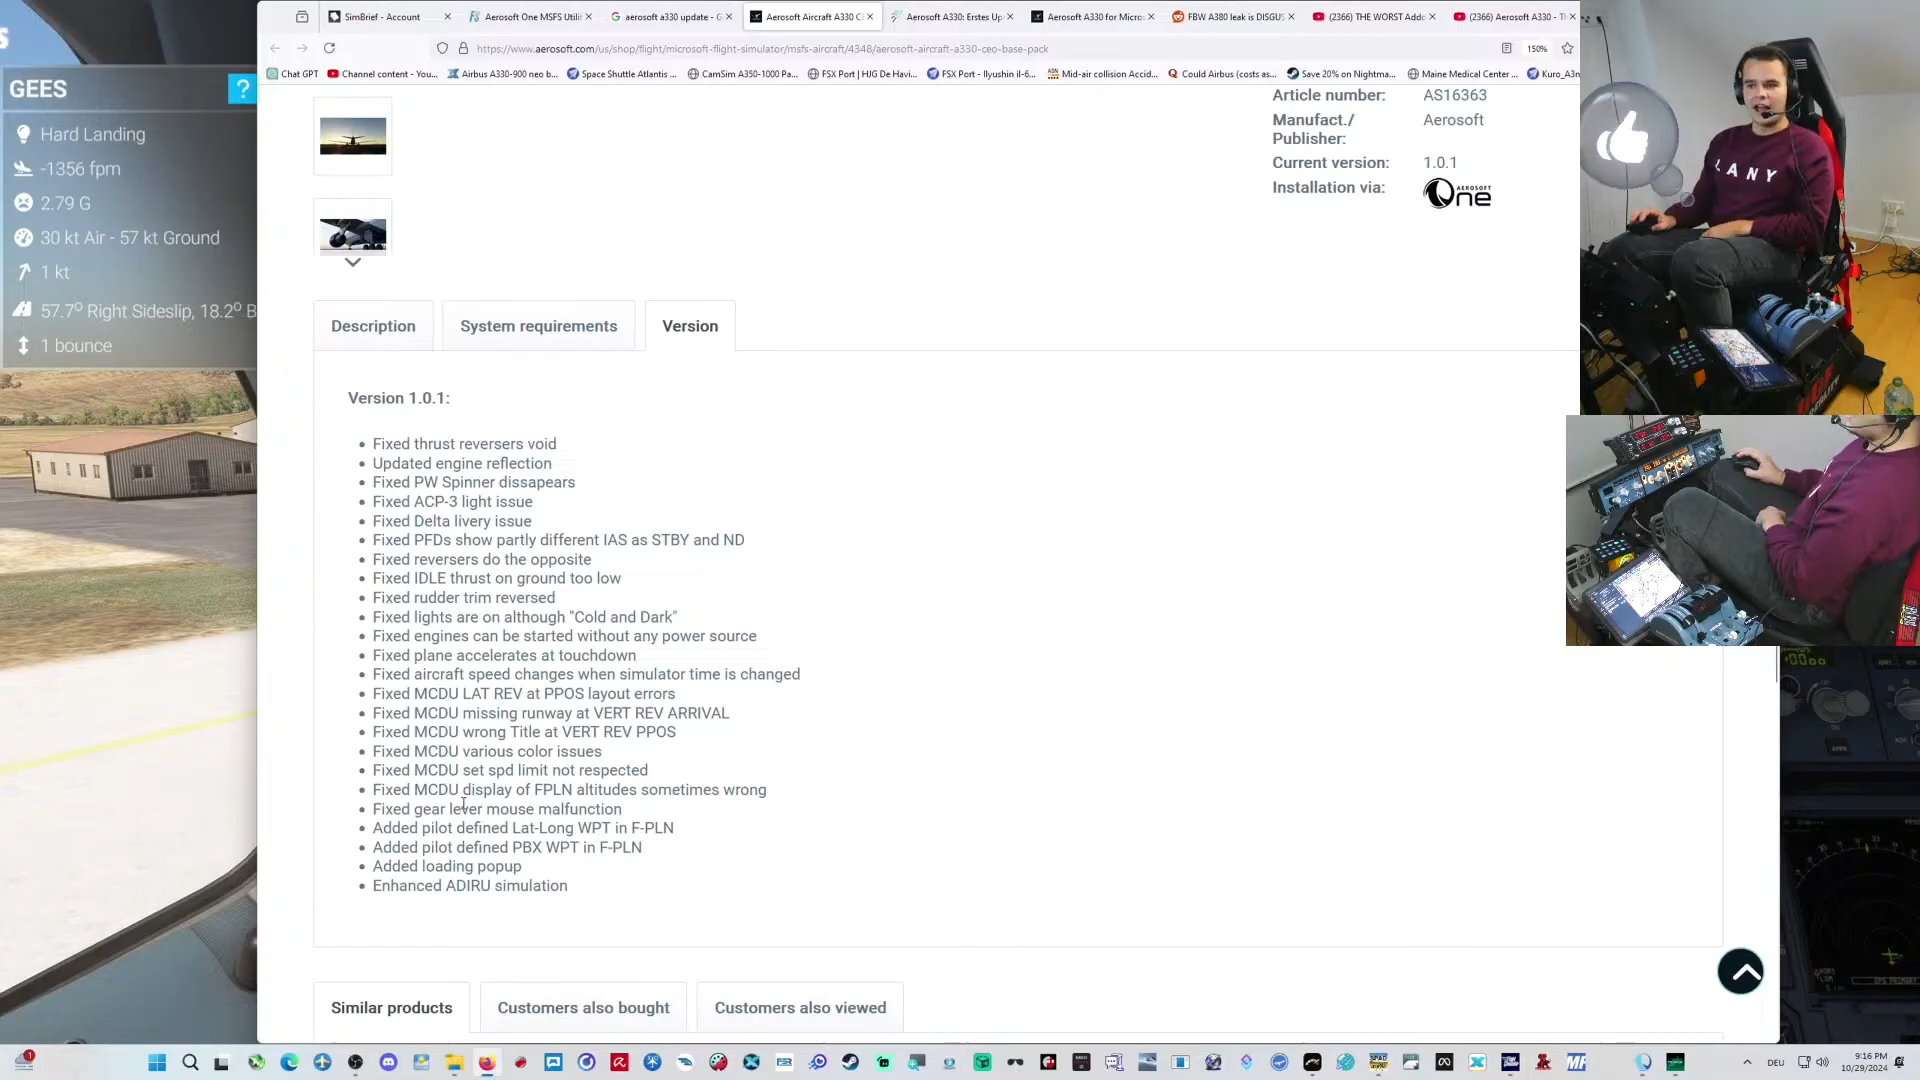 SimBrief - Account
Aerosoft One MSFS Utili
aerosoft a330 update - G
Aerosoft Aircraft A330 C
Aerosoft A330: Erstes Up
Aerosoft A330 for Micros
FBW A380 leak is DISGUS
(2366) THE WORST Addo
(2366) Aerosoft A330 - Th
https://www.aerosoft.com/us/shop/flight/microsoft-flight-simulator/msfs-aircraft/4348/aerosoft-aircraft-a330-ceo-base-pack
150%
Chat GPT
Channel content - You...
Airbus A330-900 neo b...
Space Shuttle Atlantis ...
CamSim A350-1000 Pa...
FSX Port | HJG De Havi...
FSX Port - Ilyushin il-6...
Mid-air collision Accid...
Could Airbus (costs as...
Save 20% on Nightma...
Maine Medical Center ...
GEES
?
Hard Landing
-1356 fpm
2.79 G
30 kt Air - 57 kt Ground
1 kt
57.7º Right Sideslip, 18.2º B
1 bounce
Article number: AS16363
Manufact./ Aerosoft
Publisher:
Current version: 1.0.1
Installation via: AEROSOFT One
Description
System requirements
Version
Version 1.0.1:
• Fixed thrust reversers void
• Updated engine reflection
• Fixed PW Spinner dissapears
• Fixed ACP-3 light issue
• Fixed Delta livery issue
• Fixed PFDs show partly different IAS as STBY and ND
• Fixed reversers do the opposite
• Fixed IDLE thrust on ground too low
• Fixed rudder trim reversed
• Fixed lights are on although "Cold and Dark"
• Fixed engines can be started without any power source
• Fixed plane accelerates at touchdown
• Fixed aircraft speed changes when simulator time is changed
• Fixed MCDU LAT REV at PPOS layout errors
• Fixed MCDU missing runway at VERT REV ARRIVAL
• Fixed MCDU wrong Title at VERT REV PPOS
• Fixed MCDU various color issues
• Fixed MCDU set spd limit not respected
• Fixed MCDU display of FPLN altitudes sometimes wrong
• Fixed gear lever mouse malfunction
• Added pilot defined Lat-Long WPT in F-PLN
• Added pilot defined PBX WPT in F-PLN
• Added loading popup
• Enhanced ADIRU simulation
Similar products
Customers also bought
Customers also viewed
LANY
DEU
9:16 PM
10/29/2024